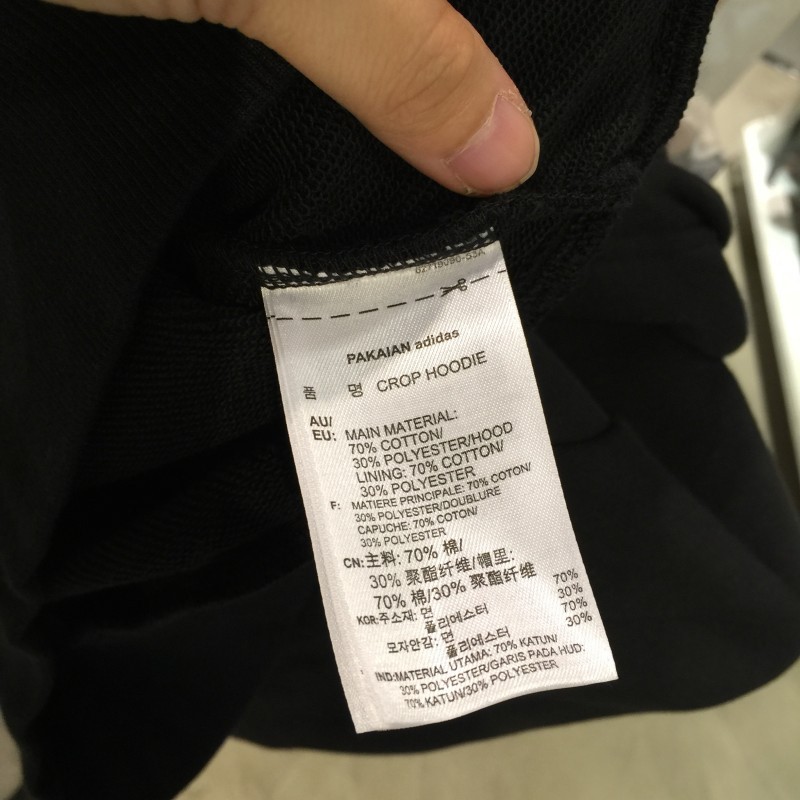 PAKAIAN adidas
품 명 CROP HOODIE
AU/
EU: MAIN MATERIAL:
70% COTTON/
30% POLYESTER/HOOD
LINING: 70% COTTON/
30% POLYESTER
F: MATIERE PRINCIPALE: 70% COTON/
30% POLYESTER/DOUBLURE
CAPUCHE: 70% COTON/
30% POLYESTER
CN:主料: 70% 棉/
30% 聚酯纤维/帽里:
70% 棉/30% 聚酯纤维
KOR:주소재: 면 70%
폴리에스터 30%
모자안감: 면 70%
폴리에스터 30%
IND:MATERIAL UTAMA: 70% KATUN/
30% POLYESTER/GARIS PADA HUD:
70% KATUN/30% POLYESTER